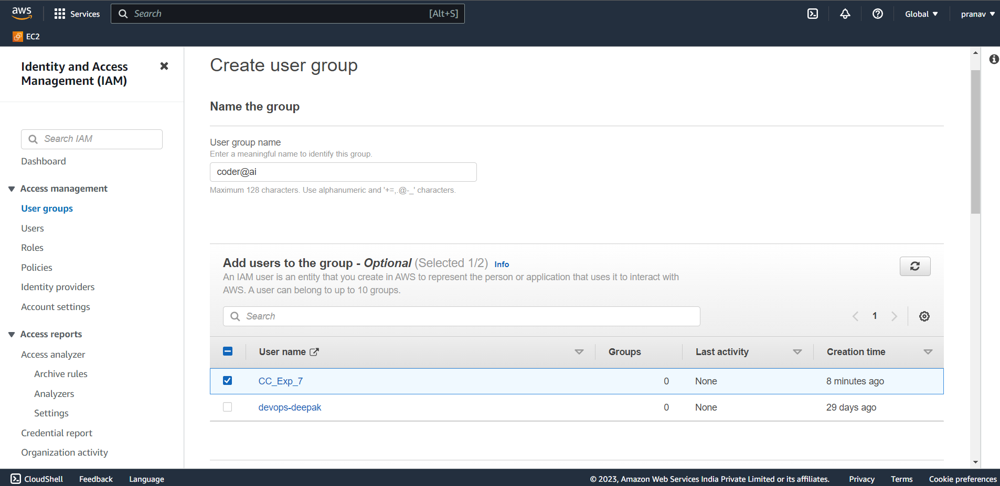 aws
Services
Search
[Alt+S]
Global
pranav
EC2
Identity and Access
Management (IAM)
Search IAM
Dashboard
Access management
User groups
Users
Roles
Policies
Identity providers
Account settings
Access reports
Access analyzer
Archive rules
Analyzers
Settings
Credential report
Organization activity
Create user group
Name the group
User group name
Enter a meaningful name to identify this group.
coder@ai
Maximum 128 characters. Use alphanumeric and '+=,.@-_' characters.
Add users to the group - Optional (Selected 1/2) Info
An IAM user is an entity that you create in AWS to represent the person or application that uses it to interact with
AWS. A user can belong to up to 10 groups.
Search
1
User name Groups Last activity Creation time
CC_Exp_7 0 None 8 minutes ago
devops-deepak 0 None 29 days ago
CloudShell Feedback Language © 2023, Amazon Web Services India Private Limited or its affiliates. Privacy Terms Cookie preferences